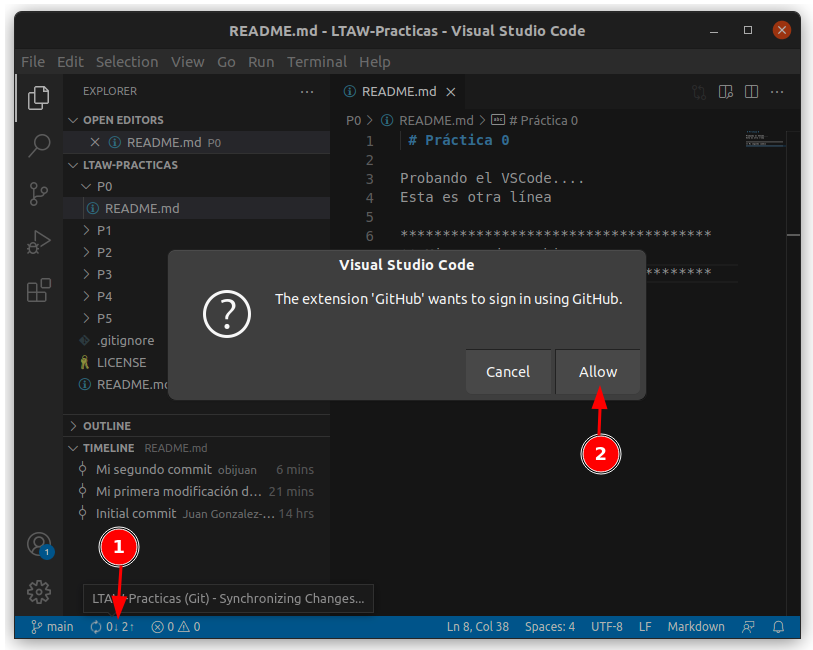 README.md - LTAW-Practicas - Visual Studio Code
File Edit Selection View Go Run Terminal Help
EXPLORER
OPEN EDITORS
README.md P0
LTAW-PRACTICAS
P0
README.md
P1
P2
P3
P4
P5
.gitignore
LICENSE
README.md
OUTLINE
TIMELINE README.md
Mi segundo commit obijuan 6 mins
Mi primera modificación d... 21 mins
Initial commit Juan Gonzalez-... 14 hrs
README.md
P0 > README.md > # Práctica 0
1 # Práctica 0
2
3 Probando el VSCode....
4 Esta es otra línea
5
6 *************************************
********
Visual Studio Code
The extension 'GitHub' wants to sign in using GitHub.
Cancel Allow
2
1
1
(Git) - Synchronizing Changes...
main 0↓ 2↑ 0 0 Ln 8, Col 38 Spaces: 4 UTF-8 LF Markdown